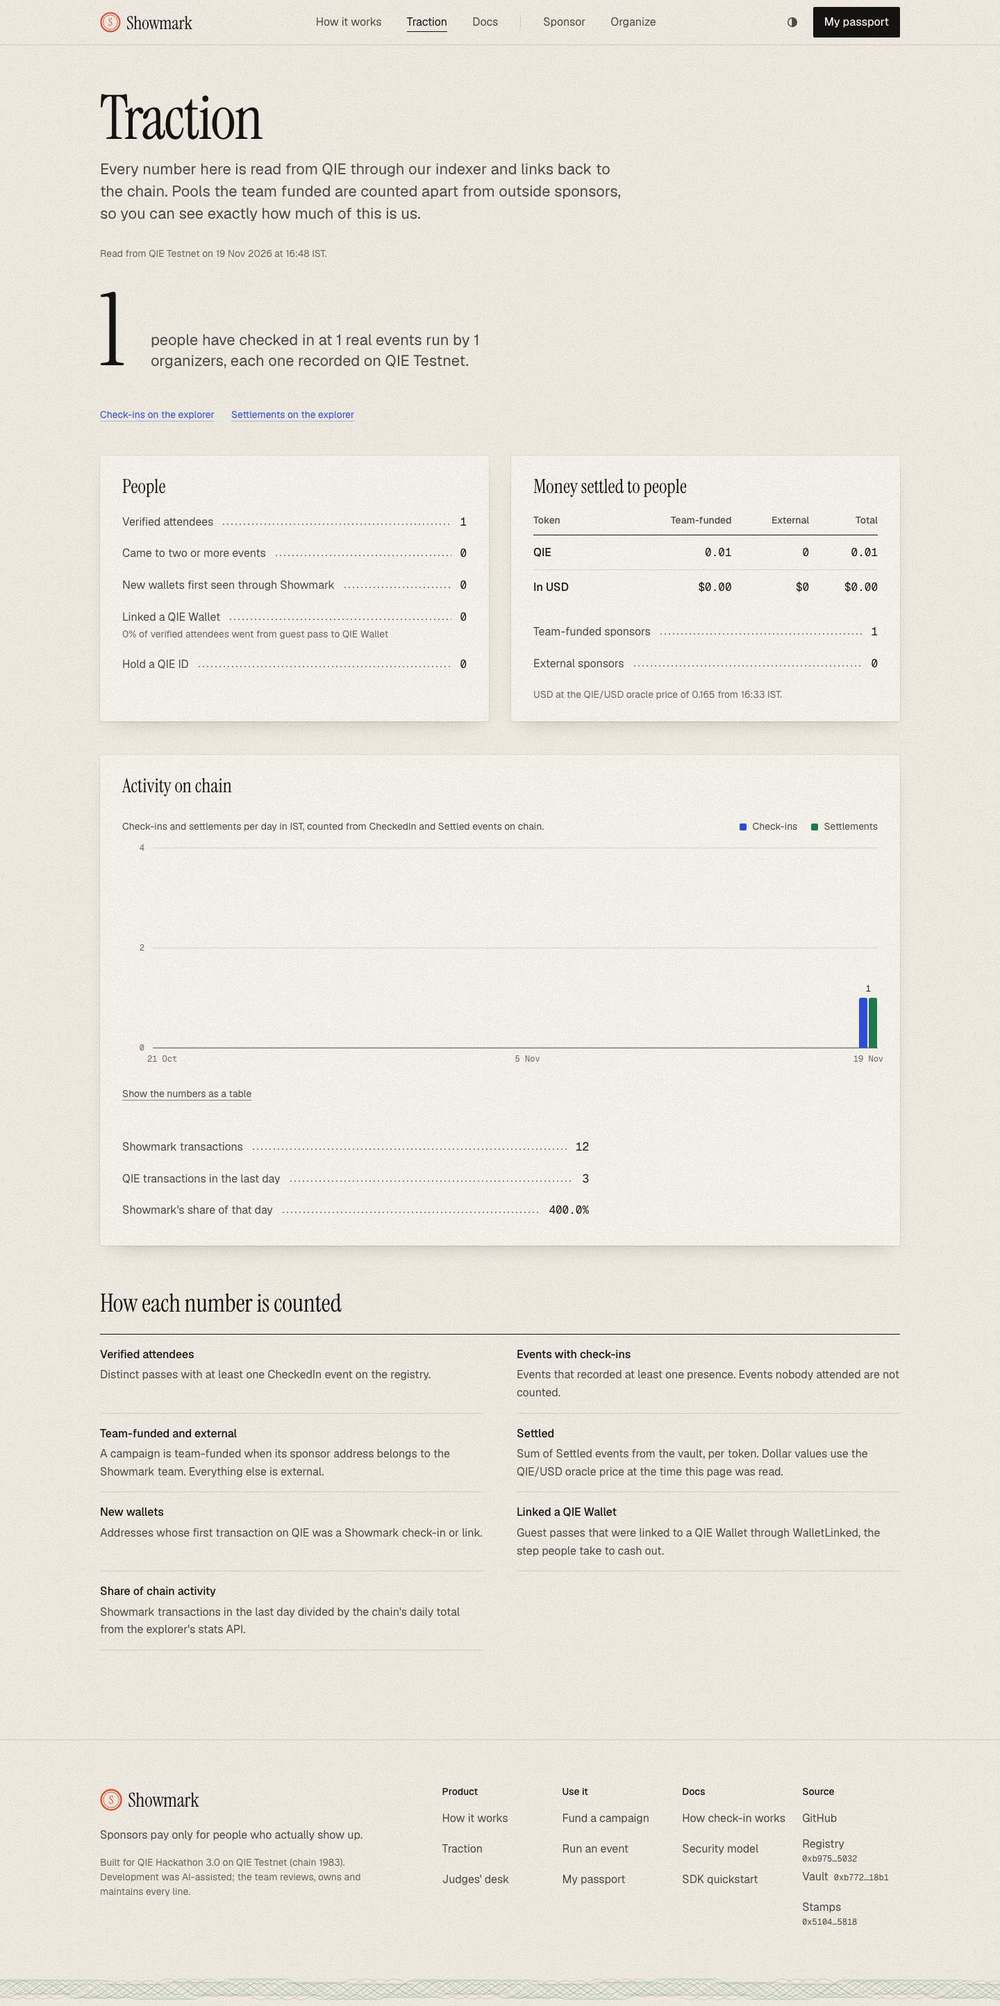 Showmark
How it works
Traction
Docs
Sponsor
Organize
My passport
Traction
Every number here is read from QIE through our indexer and links back to
the chain. Pools the team funded are counted apart from outside sponsors,
so you can see exactly how much of this is us.
Read from QIE Testnet on 19 Nov 2026 at 16:48 IST.
1
people have checked in at 1 real events run by 1
organizers, each one recorded on QIE Testnet.
Check-ins on the explorer
Settlements on the explorer
People
Verified attendees 1
Came to two or more events 0
New wallets first seen through Showmark 0
Linked a QIE Wallet 0
0% of verified attendees went from guest pass to QIE Wallet
Hold a QIE ID 0
Money settled to people
Token Team-funded External Total
QIE 0.01 0 0.01
In USD $0.00 $0 $0.00
Team-funded sponsors 1
External sponsors 0
USD at the QIE/USD oracle price of 0.165 from 16:33 IST.
Activity on chain
Check-ins and settlements per day in IST, counted from CheckedIn and Settled events on chain.
Check-ins
Settlements
4
2
1
0
21 Oct
5 Nov
19 Nov
Show the numbers as a table
Showmark transactions 12
QIE transactions in the last day 3
Showmark's share of that day 400.0%
How each number is counted
Verified attendees
Distinct passes with at least one CheckedIn event on the registry.
Events with check-ins
Events that recorded at least one presence. Events nobody attended are not
counted.
Team-funded and external
A campaign is team-funded when its sponsor address belongs to the
Showmark team. Everything else is external.
Settled
Sum of Settled events from the vault, per token. Dollar values use the
QIE/USD oracle price at the time this page was read.
New wallets
Addresses whose first transaction on QIE was a Showmark check-in or link.
Linked a QIE Wallet
Guest passes that were linked to a QIE Wallet through WalletLinked, the
step people take to cash out.
Share of chain activity
Showmark transactions in the last day divided by the chain's daily total
from the explorer's stats API.
Showmark
Sponsors pay only for people who actually show up.
Built for QIE Hackathon 3.0 on QIE Testnet (chain 1983).
Development was AI-assisted; the team reviews, owns and
maintains every line.
Product
How it works
Traction
Judges' desk
Use it
Fund a campaign
Run an event
My passport
Docs
How check-in works
Security model
SDK quickstart
Source
GitHub
Registry
0xb975…5032
Vault 0xb772…18b1
Stamps
0x5104…5818